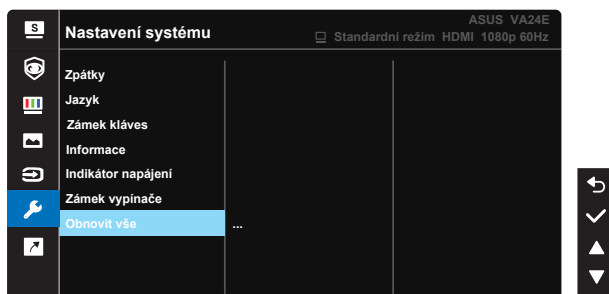 S
Nastavení systému
ASUS VA24E
Standardní režim HDMI 1080p 60Hz
Zpátky
Jazyk
Zámek kláves
Informace
Indikátor napájení
Zámek vypínače
Obnovit vše ...